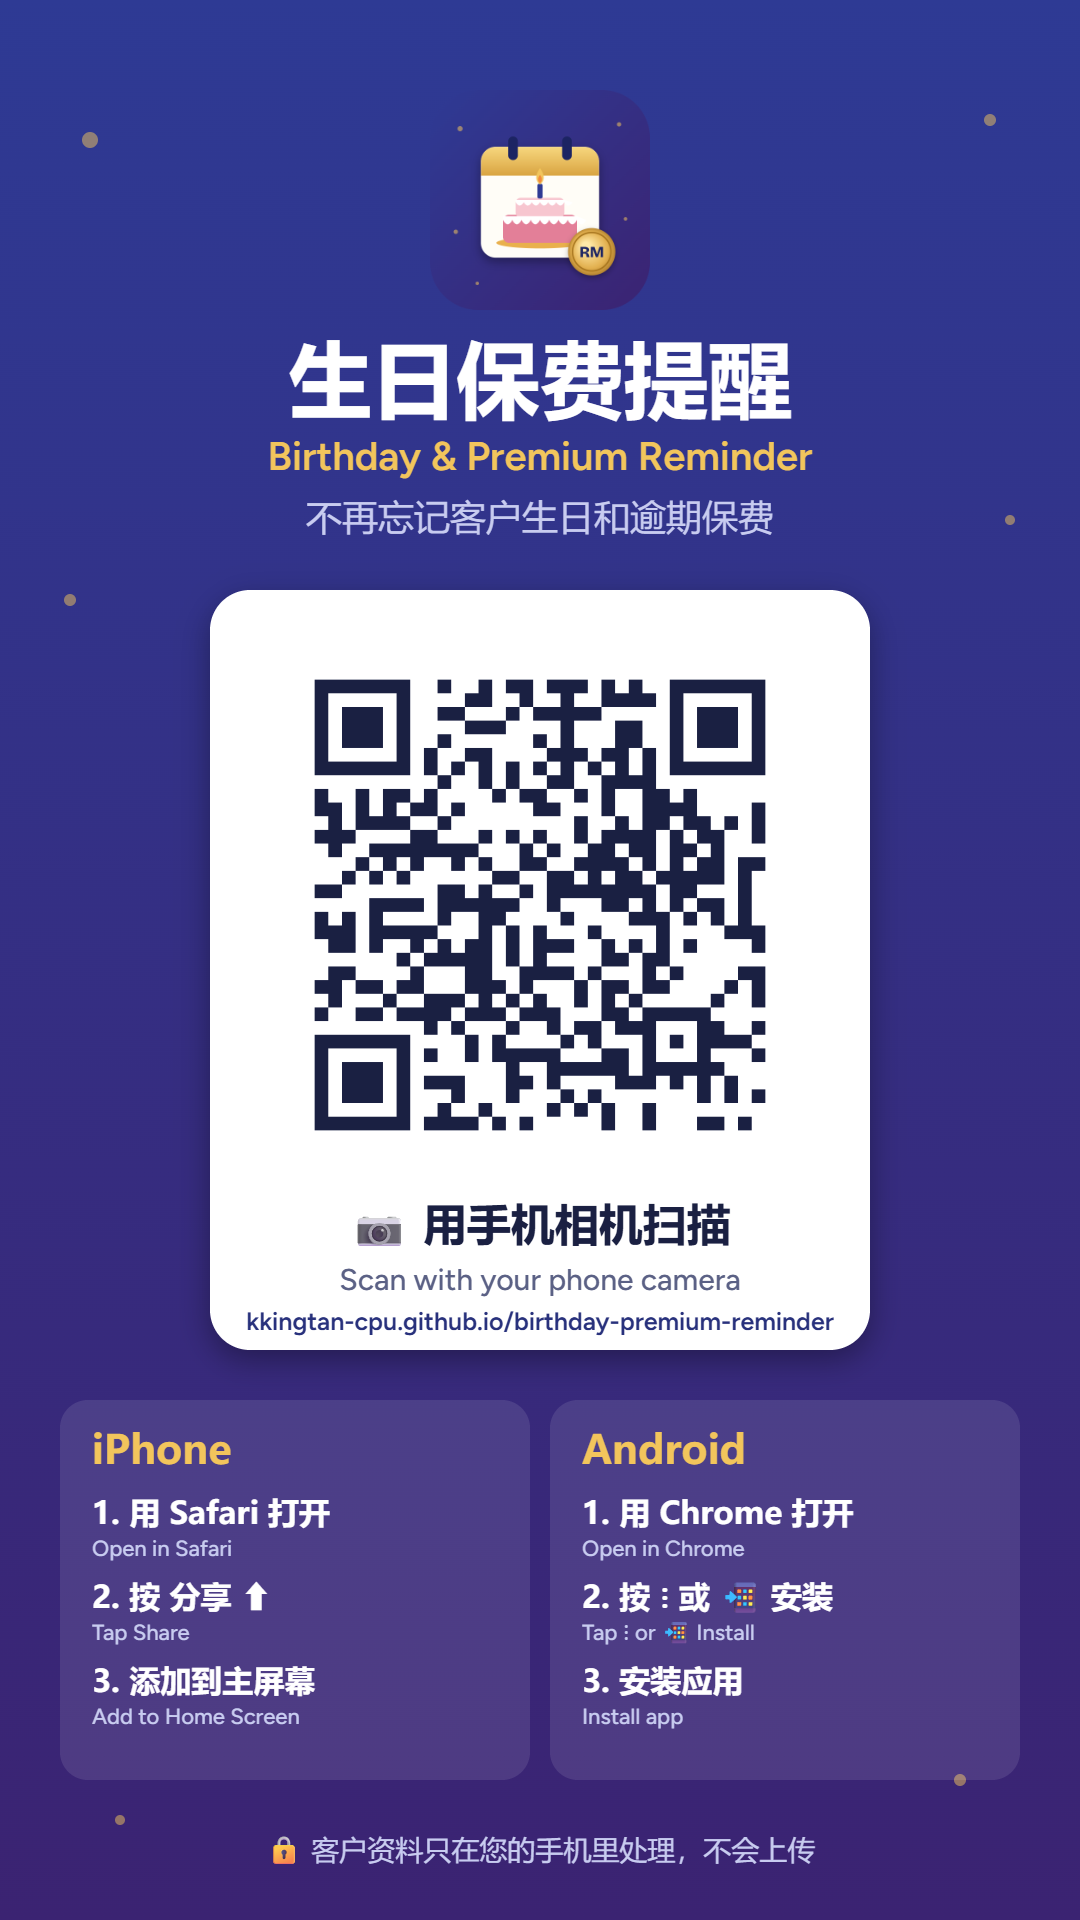 RM
生日保费提醒
Birthday & Premium Reminder
不再忘记客户生日和逾期保费
📷 用手机相机扫描
Scan with your phone camera
kkingtan-cpu.github.io/birthday-premium-reminder
iPhone
1. 用 Safari 打开
Open in Safari
2. 按 分享 ⬆
Tap Share
3. 添加到主屏幕
Add to Home Screen
Android
1. 用 Chrome 打开
Open in Chrome
2. 按 ⋮ 或 📲 安装
Tap ⋮ or 📲 Install
3. 安装应用
Install app
🔒 客户资料只在您的手机里处理，不会上传